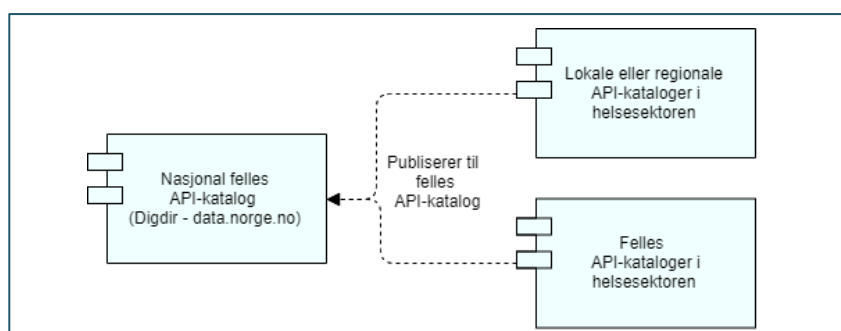 Nasjonal felles
API-katalog
(Digdir - data.norge.no)
Publiserer til
felles
API-katalog
Lokale eller regionale
API-kataloger i
helsesektoren
Felles
API-kataloger i
helsesektoren